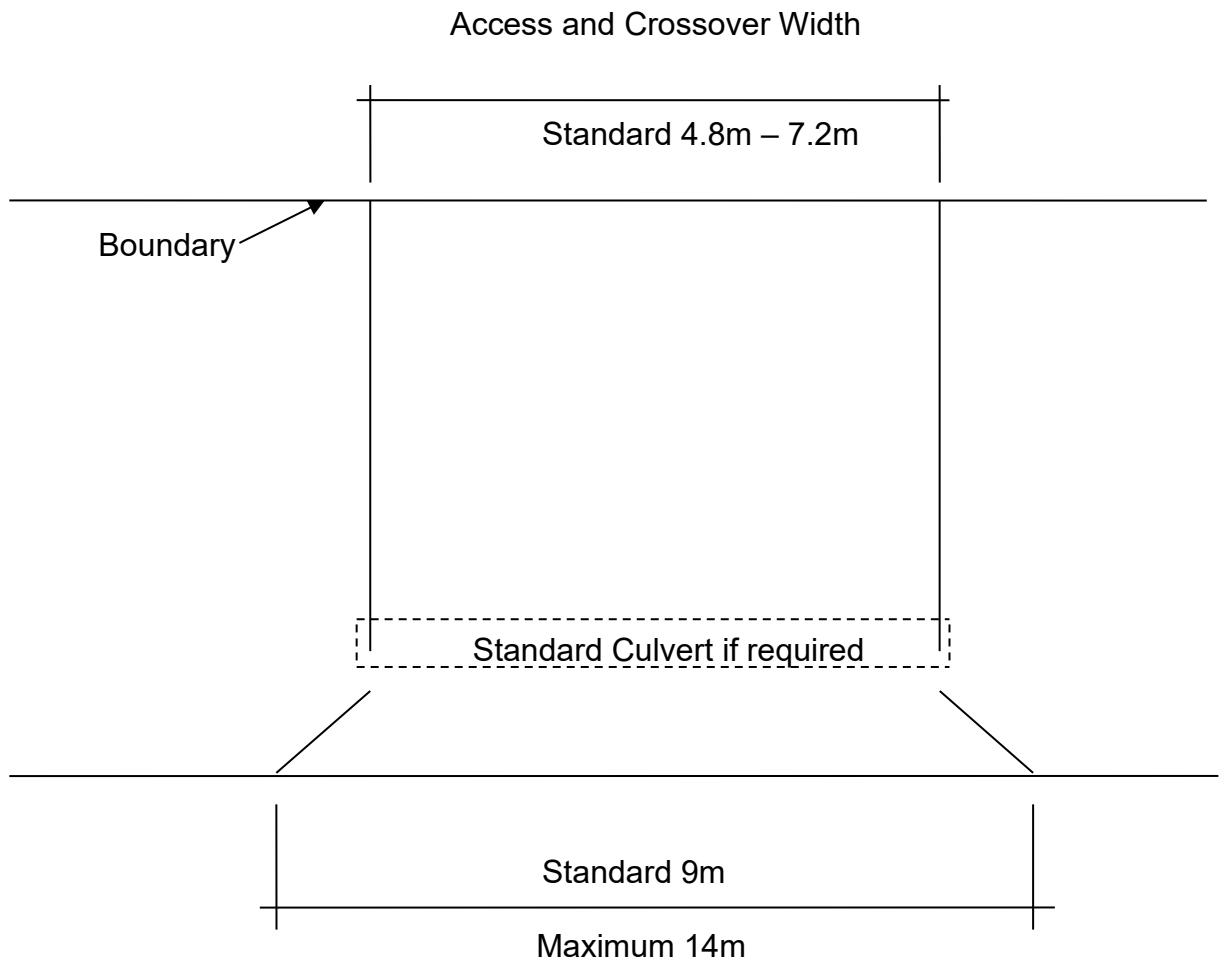 Access and Crossover Width
Standard 4.8m – 7.2m
Boundary
Standard Culvert if required
Standard 9m
Maximum 14m